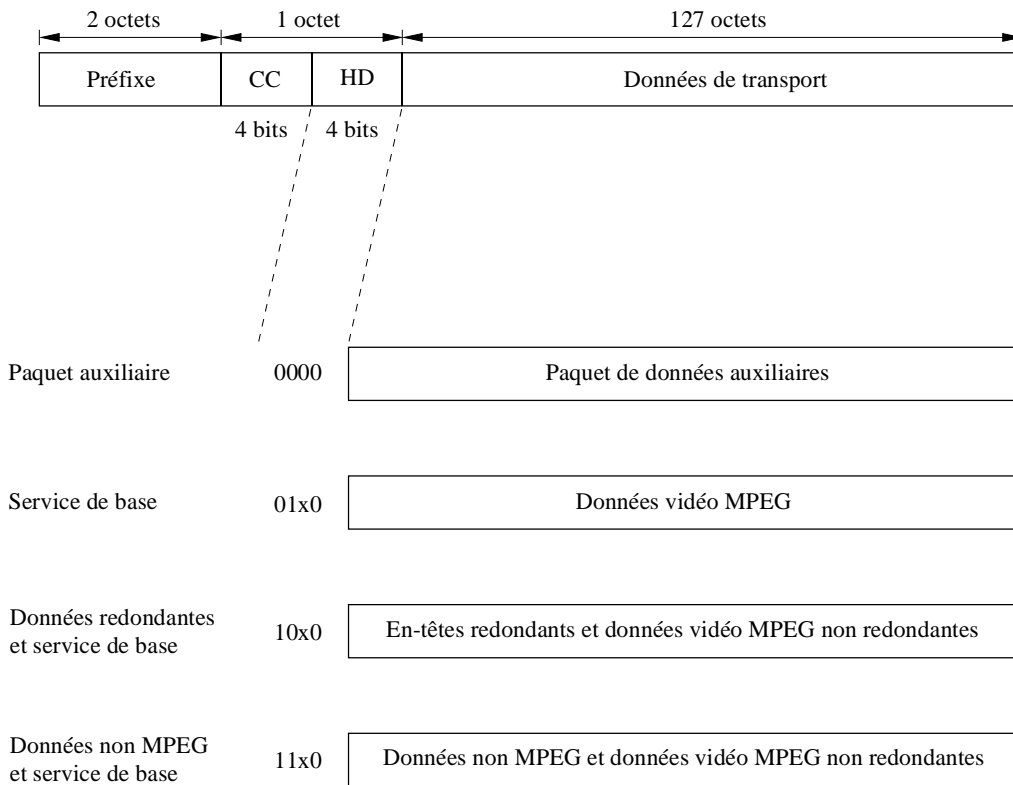 2 octets 1 octet 127 octets
Préfixe CC HD Données de transport
4 bits 4 bits
Paquet auxiliaire 0000 Paquet de données auxiliaires
Service de base 01x0 Données vidéo MPEG
Données redondantes
et service de base 10x0 En-têtes redondants et données vidéo MPEG non redondantes
Données non MPEG
et service de base 11x0 Données non MPEG et données vidéo MPEG non redondantes